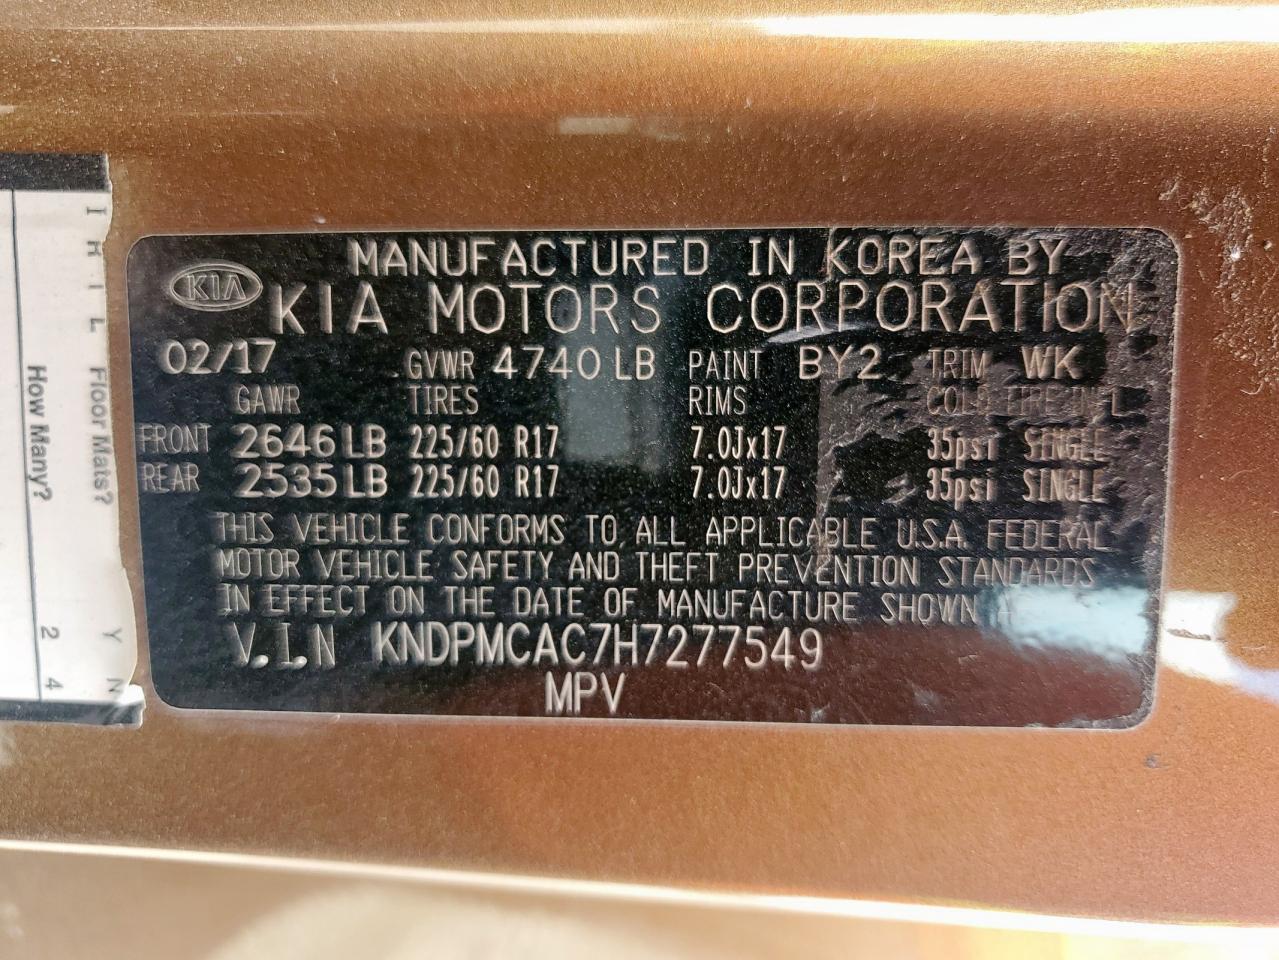 MANUFACTURED IN KOREA BY
KIA KIA MOTORS CORPORATION
02/17 GVWR 4740 LB PAINT BY2 TRIM WK
GAWR TIRES RIMS COLD TIRE INFL
FRONT 2646 LB 225/60 R17 7.0Jx17 35psi SINGLE
REAR 2535 LB 225/60 R17 7.0Jx17 35psi SINGLE
THIS VEHICLE CONFORMS TO ALL APPLICABLE U.S.A. FEDERAL
MOTOR VEHICLE SAFETY AND THEFT PREVENTION STANDARDS
IN EFFECT ON THE DATE OF MANUFACTURE SHOWN
V.I.N KNDPMCAC7H7277549
MPV
Floor Mats? Y N
How Many? 2 4